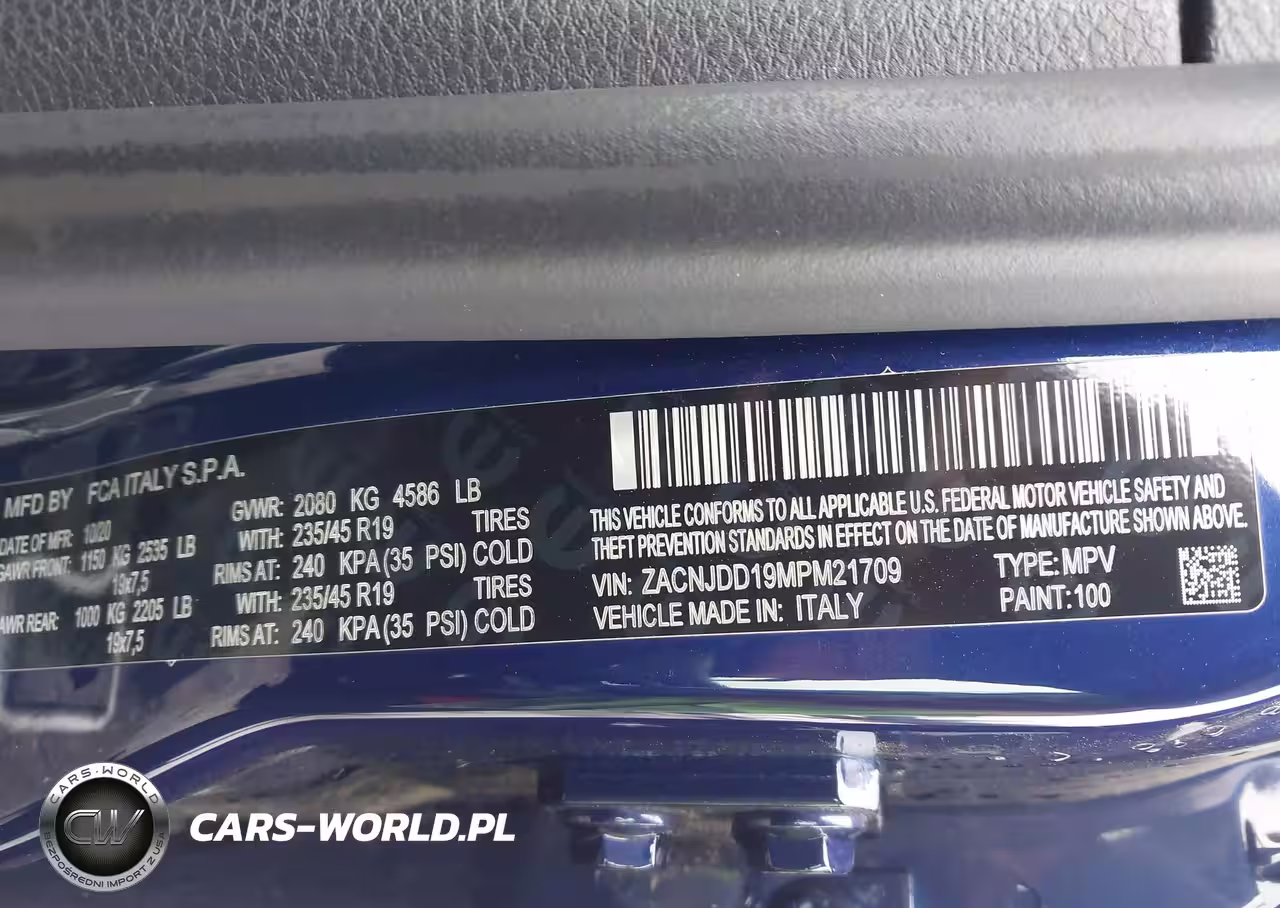 MFD BY FCA ITALY S.P.A.
DATE OF MFR: 10/20
GVWR: 2080 KG 4586 LB
GAWR FRONT: 1150 KG 2535 LB
WITH: 235/45 R19 TIRES
19x7,5
RIMS AT: 240 KPA (35 PSI) COLD
AWR REAR: 1000 KG 2205 LB
WITH: 235/45 R19 TIRES
19x7,5
RIMS AT: 240 KPA (35 PSI) COLD
THIS VEHICLE CONFORMS TO ALL APPLICABLE U.S. FEDERAL MOTOR VEHICLE SAFETY AND
THEFT PREVENTION STANDARDS IN EFFECT ON THE DATE OF MANUFACTURE SHOWN ABOVE.
VIN: ZACNJDD19MPM21709
TYPE: MPV
VEHICLE MADE IN: ITALY
PAINT: 100
CARS-WORLD
CW
BEZPOŚREDNI IMPORT Z USA
CARS-WORLD.PL